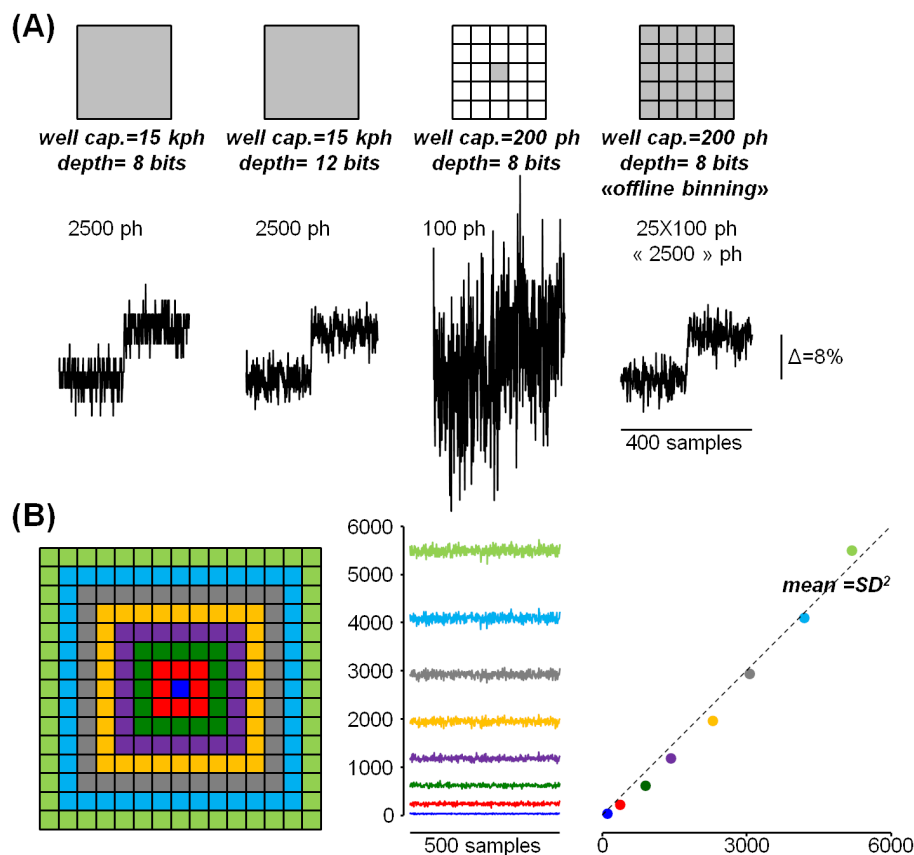 (A)
well cap.=15 kph
depth= 8 bits
well cap.=15 kph
depth= 12 bits
well cap.=200 ph
depth= 8 bits
well cap.=200 ph
depth= 8 bits
«offline binning»
2500 ph
2500 ph
100 ph
25X100 ph
« 2500 » ph
Δ=8%
400 samples
(B)
6000
5000
4000
3000
2000
1000
0
500 samples
mean =SD²
0
3000
6000